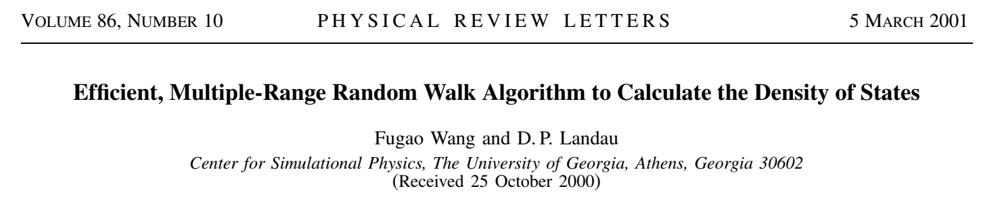 VOLUME 86, NUMBER 10 PHYSICAL REVIEW LETTERS 5 MARCH 2001
Efficient, Multiple-Range Random Walk Algorithm to Calculate the Density of States
Fugao Wang and D. P. Landau
Center for Simulational Physics, The University of Georgia, Athens, Georgia 30602
(Received 25 October 2000)